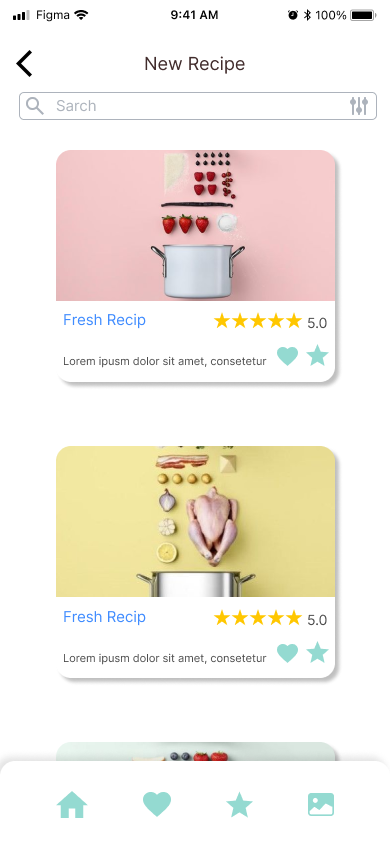 Figma 9:41 AM 100%
New Recipe
Sarch
Fresh Recip 5.0
Lorem ipusm dolor sit amet, consetetur
Fresh Recip 5.0
Lorem ipusm dolor sit amet, consetetur